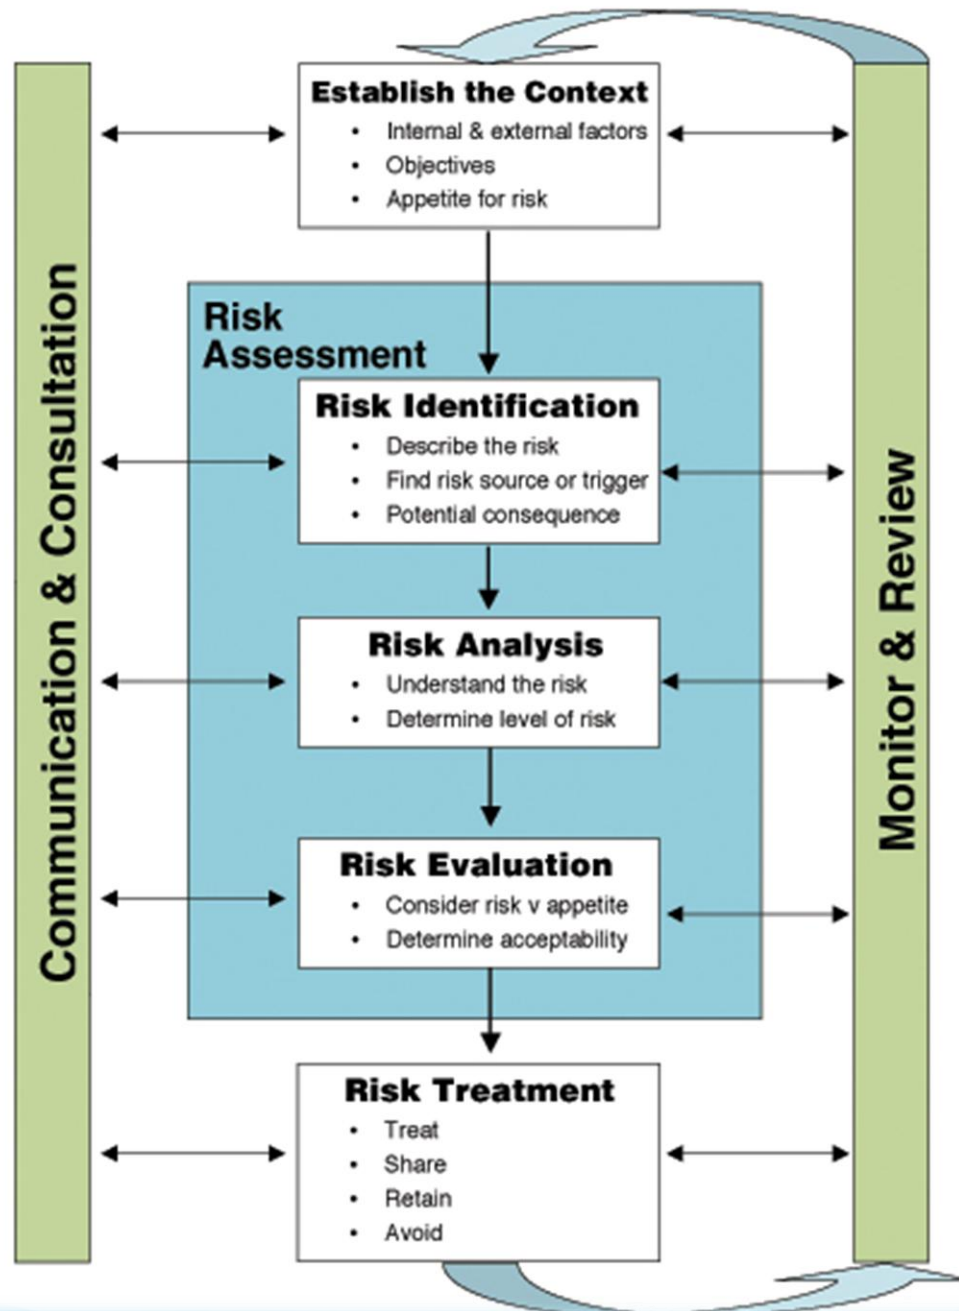 Communication & Consultation
Establish the Context
• Internal & external factors
• Objectives
• Appetite for risk
Risk
Assessment
Risk Identification
• Describe the risk
• Find risk source or trigger
• Potential consequence
Risk Analysis
• Understand the risk
• Determine level of risk
Risk Evaluation
• Consider risk v appetite
• Determine acceptability
Risk Treatment
• Treat
• Share
• Retain
• Avoid
Monitor & Review